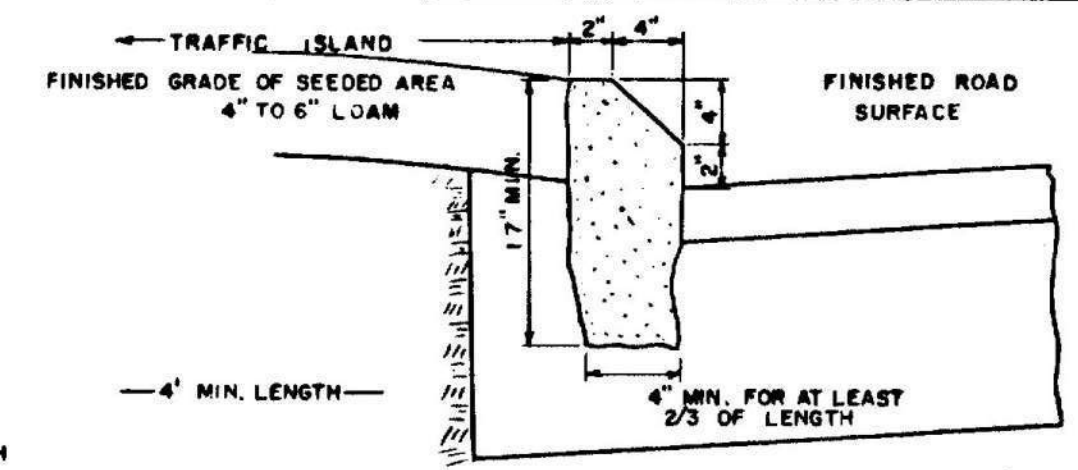 2" 4"
TRAFFIC ISLAND
FINISHED GRADE OF SEEDED AREA
4" TO 6" LOAM
FINISHED ROAD
SURFACE
4"
2"
17" MIN.
4' MIN. LENGTH
4" MIN. FOR AT LEAST
2/3 OF LENGTH